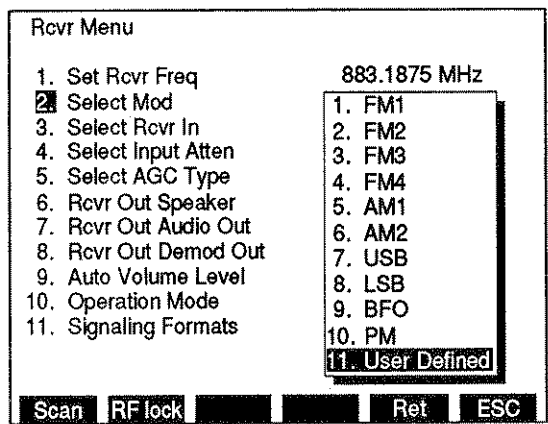 Rcvr Menu
1. Set Rcvr Freq 883.1875 MHz
2. Select Mod
3. Select Rcvr In
4. Select Input Atten
5. Select AGC Type
6. Rcvr Out Speaker
7. Rcvr Out Audio Out
8. Rcvr Out Demod Out
9. Auto Volume Level
10. Operation Mode
11. Signaling Formats
1. FM1
2. FM2
3. FM3
4. FM4
5. AM1
6. AM2
7. USB
8. LSB
9. BFO
10. PM
11. User Defined
Scan RF lock Ret ESC